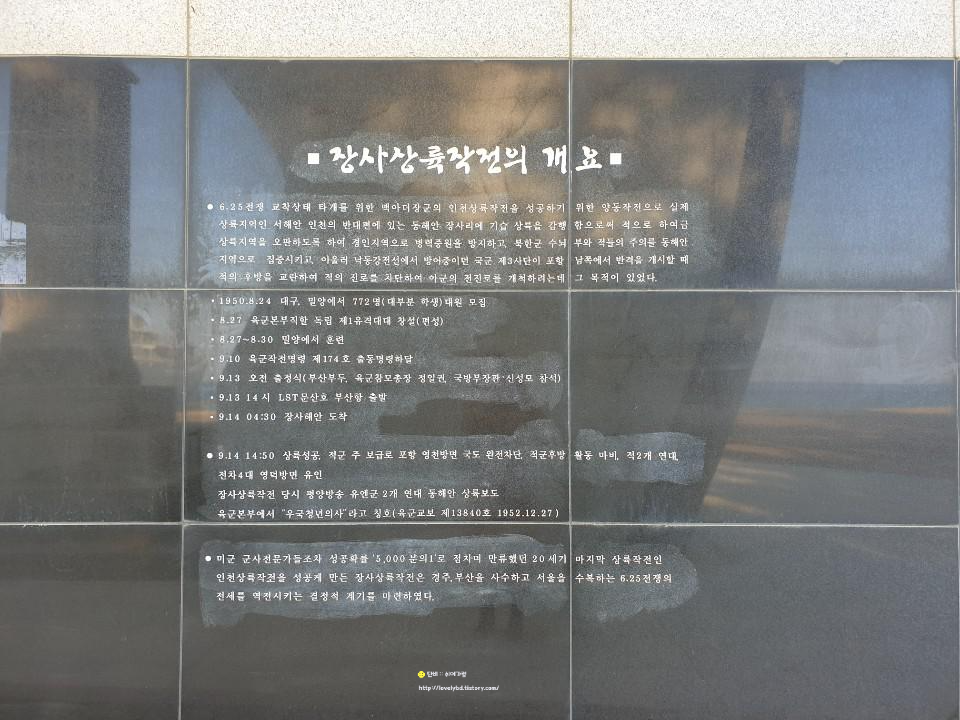 ■ 장사상륙작전의 개요 ■
● 6.25전쟁 교착상태 타개를 위한 백아더장군의 인천상륙작전을 성공하기 위한 양동작전으로 실제
상륙지역인 서해안 인천의 반대편에 있는 동해안 장사리에 기습 상륙을 감행 함으로써 적으로 하여금
상륙지역을 오판하도록 하여 경인지역으로 병력증원을 방지하고, 북한군 수뇌 부와 적들의 주의를 동해안
지역으로 집중시키고, 아울러 낙동강전선에서 방어중이던 국군 제3사단이 포항 남쪽에서 반격을 개시할 때
적의 후방을 교란하여 적의 진로를 차단하여 아군의 전진로를 개척하려는데 그 목적이 있었다.
• 1950.8.24 대구, 밀양에서 772명(대부분 학생)대원 모집
• 8.27 육군본부직할 독립 제1유격대대 창설(편성)
• 8.27~8.30 밀양에서 훈련
• 9.10 육군작전명령 제174호 출동명령하달
• 9.13 오전 출정식(부산부두, 육군참모총장 정일권, 국방부장관·신성모 참석)
• 9.13 14시 LST문산호 부산항 출발
• 9.14 04:30 장사해안 도착
● 9.14 14:50 상륙성공, 적군 주 보급로 포항 영천방면 국도 완전차단, 적군후방 활동 마비, 적2개 연대,
전차4대 영덕방면 유인
장사상륙작전 당시 평양방송 유엔군 2개 연대 동해안 상륙보도
육군본부에서 "우국청년의사"라고 칭호(육군교보 제13840호 1952.12.27)
● 미군 군사전문가들조차 성공확률 '5,000분의1'로 점치며 만류했던 20세기 마지막 상륙작전인
인천상륙작전을 성공케 만든 장사상륙작전은 경주,부산을 사수하고 서울을 수복하는 6.25전쟁의
전세를 역전시키는 결정적 계기를 마련하였다.
http://lovelybd.tistory.com/